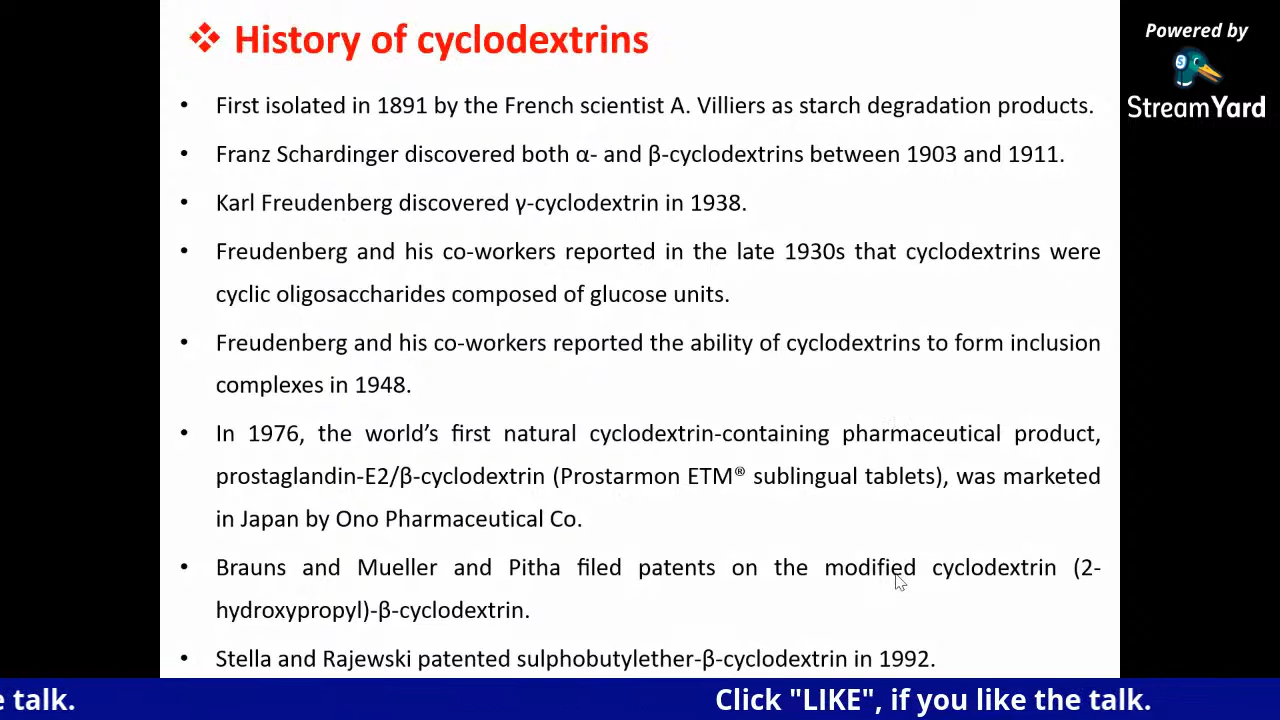 ❖ History of cyclodextrins
Powered by
StreamYard
• First isolated in 1891 by the French scientist A. Villiers as starch degradation products.
• Franz Schardinger discovered both α- and β-cyclodextrins between 1903 and 1911.
• Karl Freudenberg discovered γ-cyclodextrin in 1938.
• Freudenberg and his co-workers reported in the late 1930s that cyclodextrins were
cyclic oligosaccharides composed of glucose units.
• Freudenberg and his co-workers reported the ability of cyclodextrins to form inclusion
complexes in 1948.
• In 1976, the world’s first natural cyclodextrin-containing pharmaceutical product,
prostaglandin-E2/β-cyclodextrin (Prostarmon ETM® sublingual tablets), was marketed
in Japan by Ono Pharmaceutical Co.
• Brauns and Mueller and Pitha filed patents on the modified cyclodextrin (2-
hydroxypropyl)-β-cyclodextrin.
• Stella and Rajewski patented sulphobutylether-β-cyclodextrin in 1992.
e talk. Click "LIKE", if you like the talk.